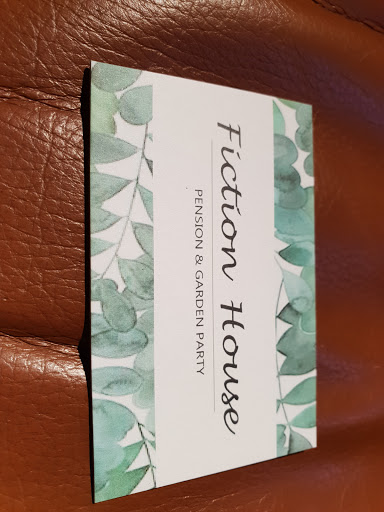 Fiction House
PENSION & GARDEN PARTY